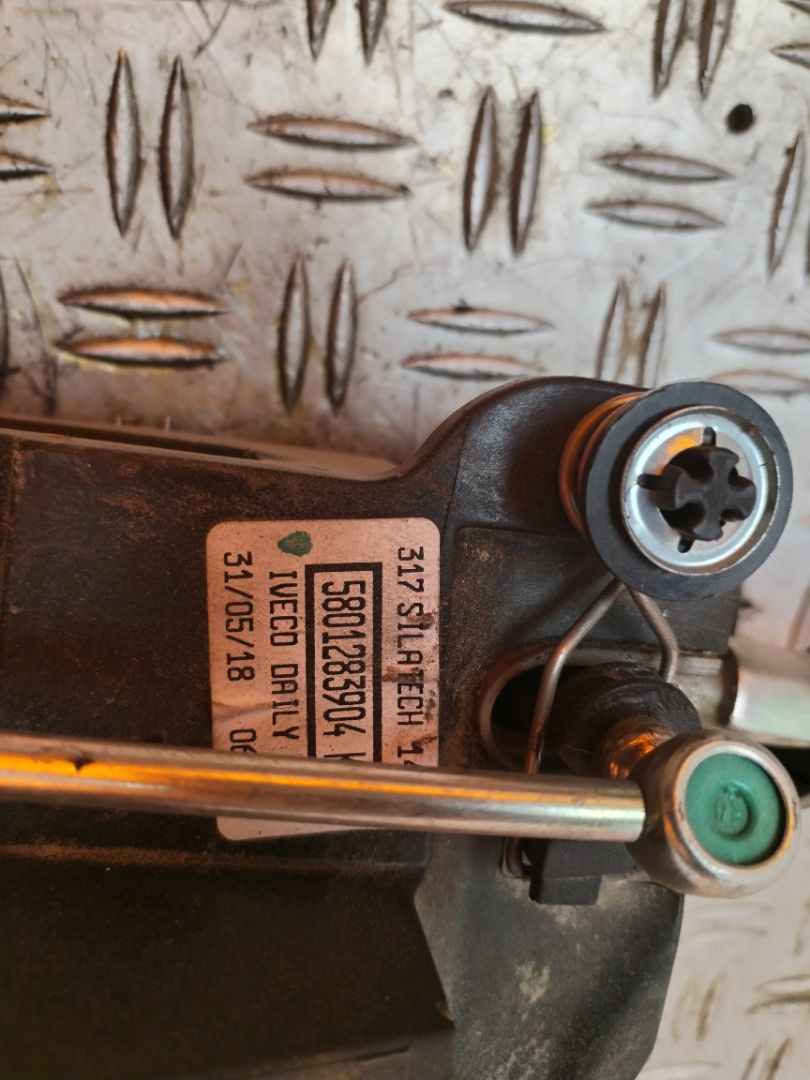 317 SILATECH
5801283904
IVECO DAILY
31/05/18